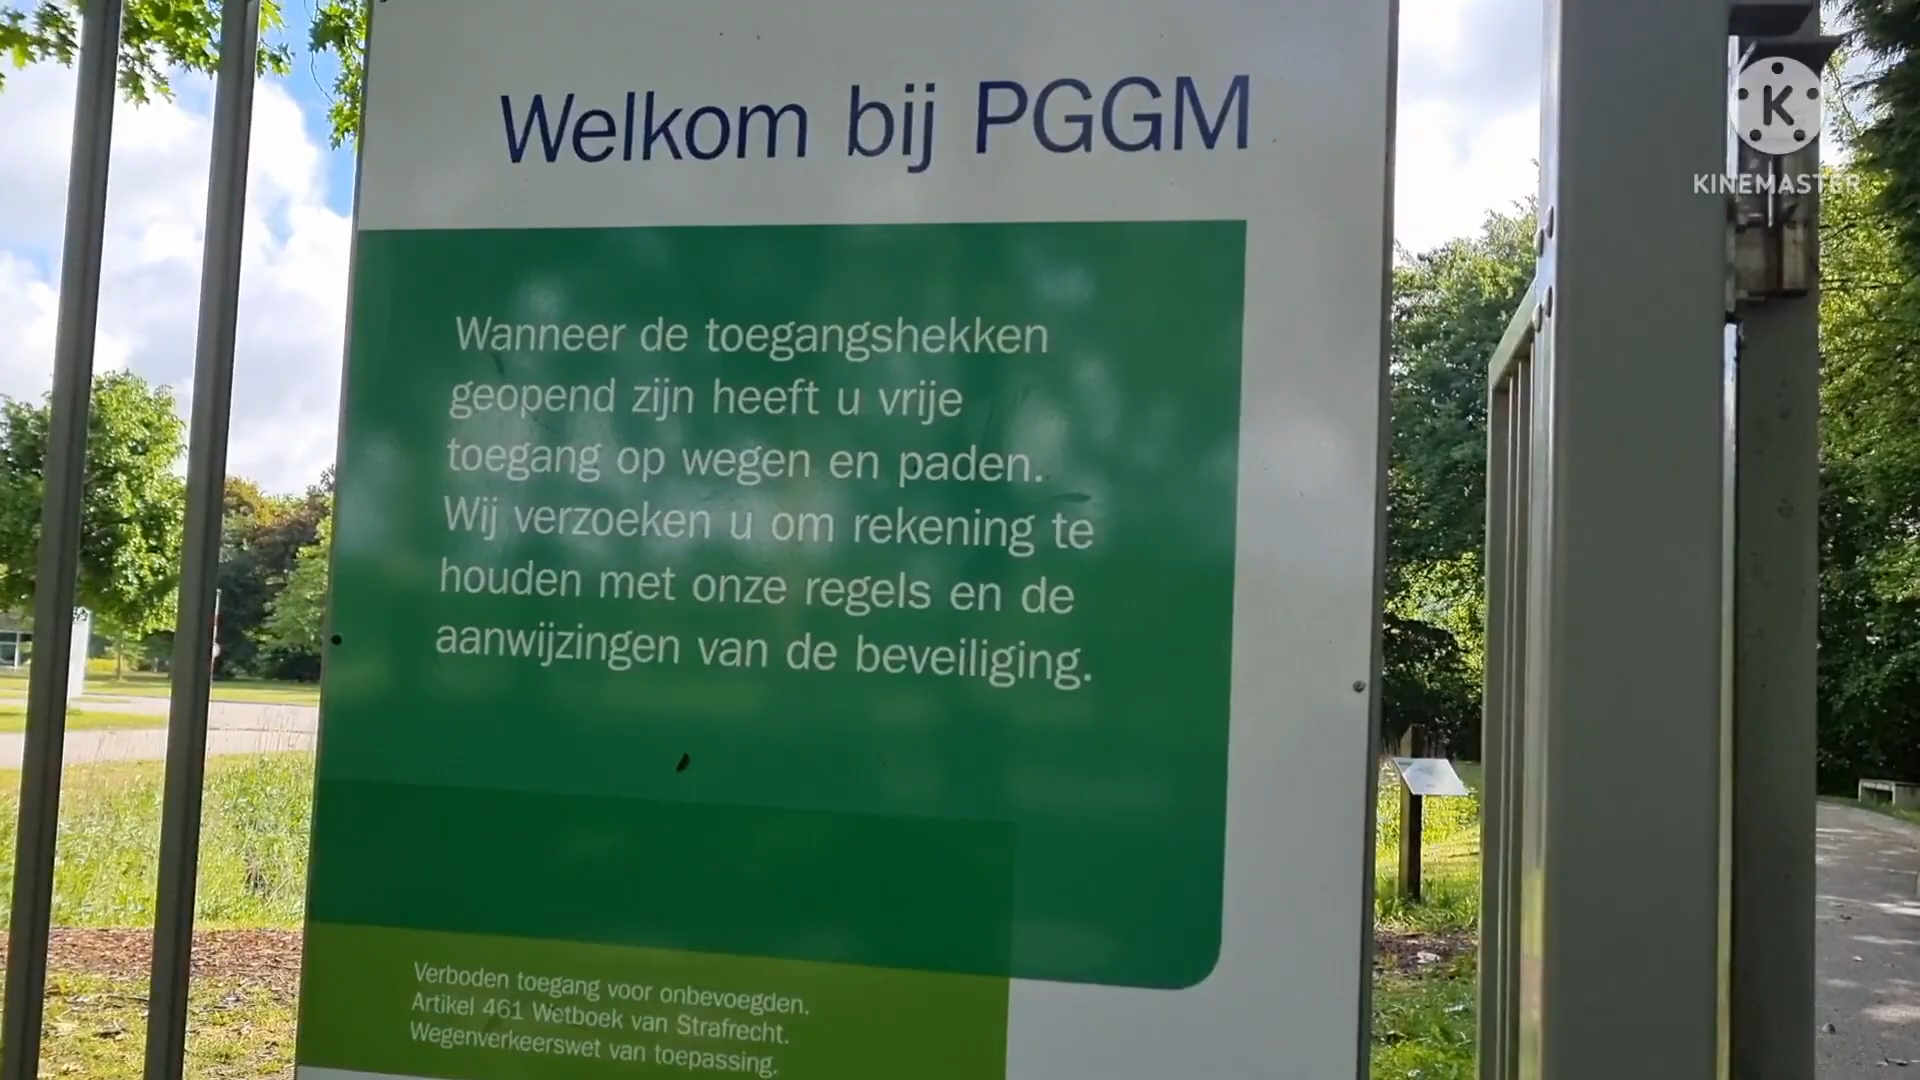 Welkom bij PGGM
Wanneer de toegangshekken
geopend zijn heeft u vrije
toegang op wegen en paden.
Wij verzoeken u om rekening te
houden met onze regels en de
aanwijzingen van de beveiliging.
Verboden toegang voor onbevoegden.
Artikel 461 Wetboek van Strafrecht.
Wegenverkeerswet van toepassing.
K
KINEMASTER